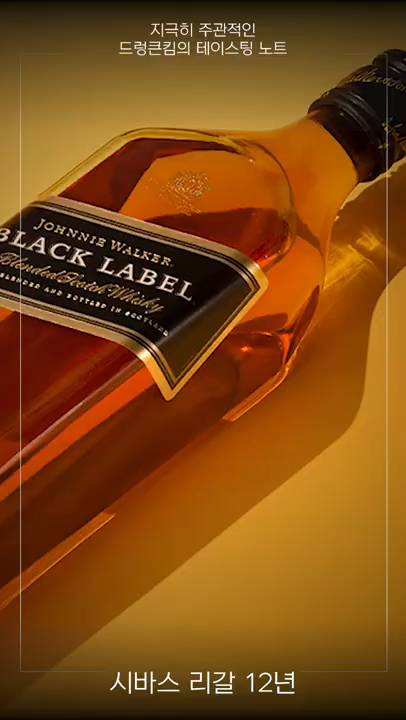 지극히 주관적인
드렁큰킴의 테이스팅 노트
JOHNNIE WALKER.
BLACK LABEL
Blended Scotch Whisky
BLENDED AND BOTTLED IN SCOTLAND
시바스 리갈 12년